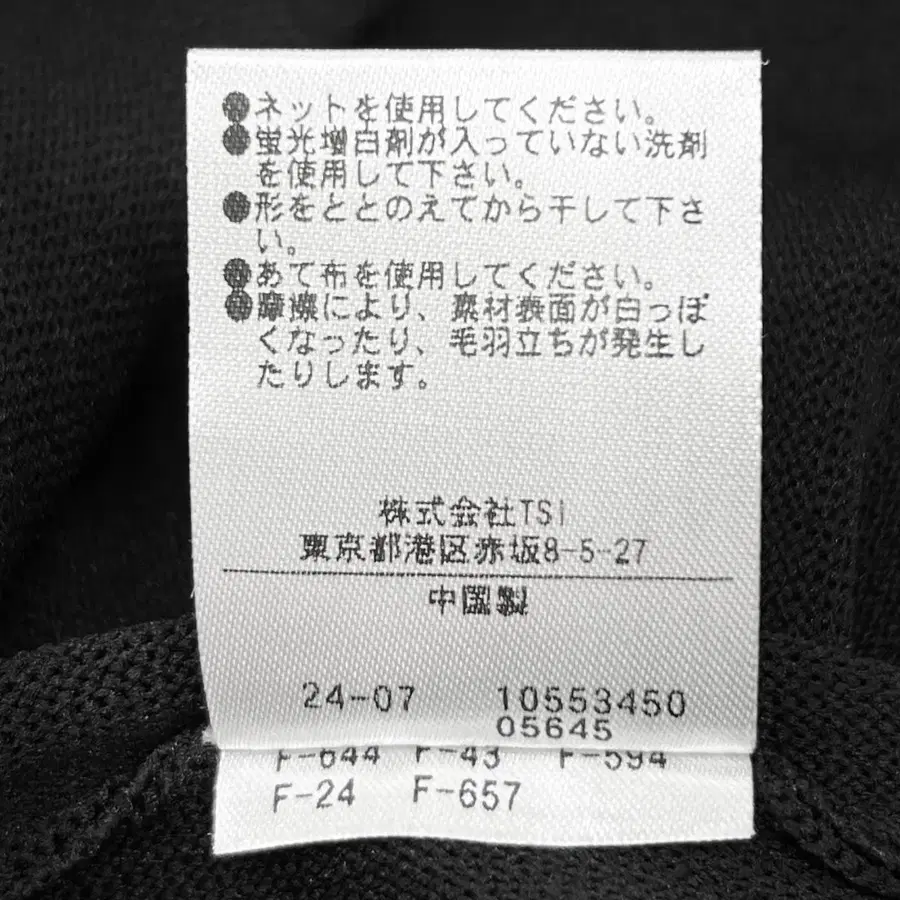 ●ネットを使用してください。
●蛍光増白剤が入っていない洗剤
を使用して下さい。
●形をととのえてから干して下さ
い。
●あて布を使用してください。
●摩擦により、素材表面が白っぽ
くなったり、毛羽立ちが発生し
たりします。
株式会社TSI
東京都港区赤坂8-5-27
中国製
24-07 10553450
05645
F-644 F-43 F-594
F-24 F-657